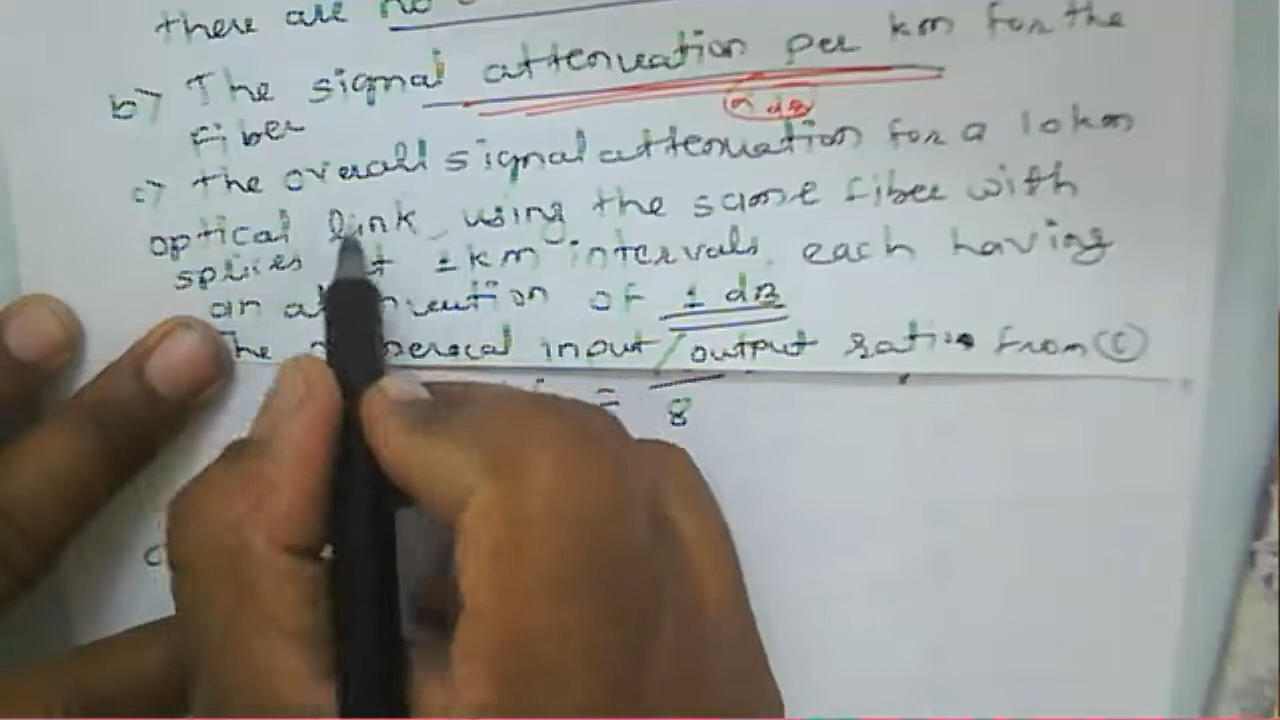 there are no
b) The signal attenuation per km for the
fiber
α dB
c) the overall signal attenuation for a 10km
optical link using the same fiber with
splices at 1km intervals each having
an of 1 dB
The input/output ratio from (c)
= 8